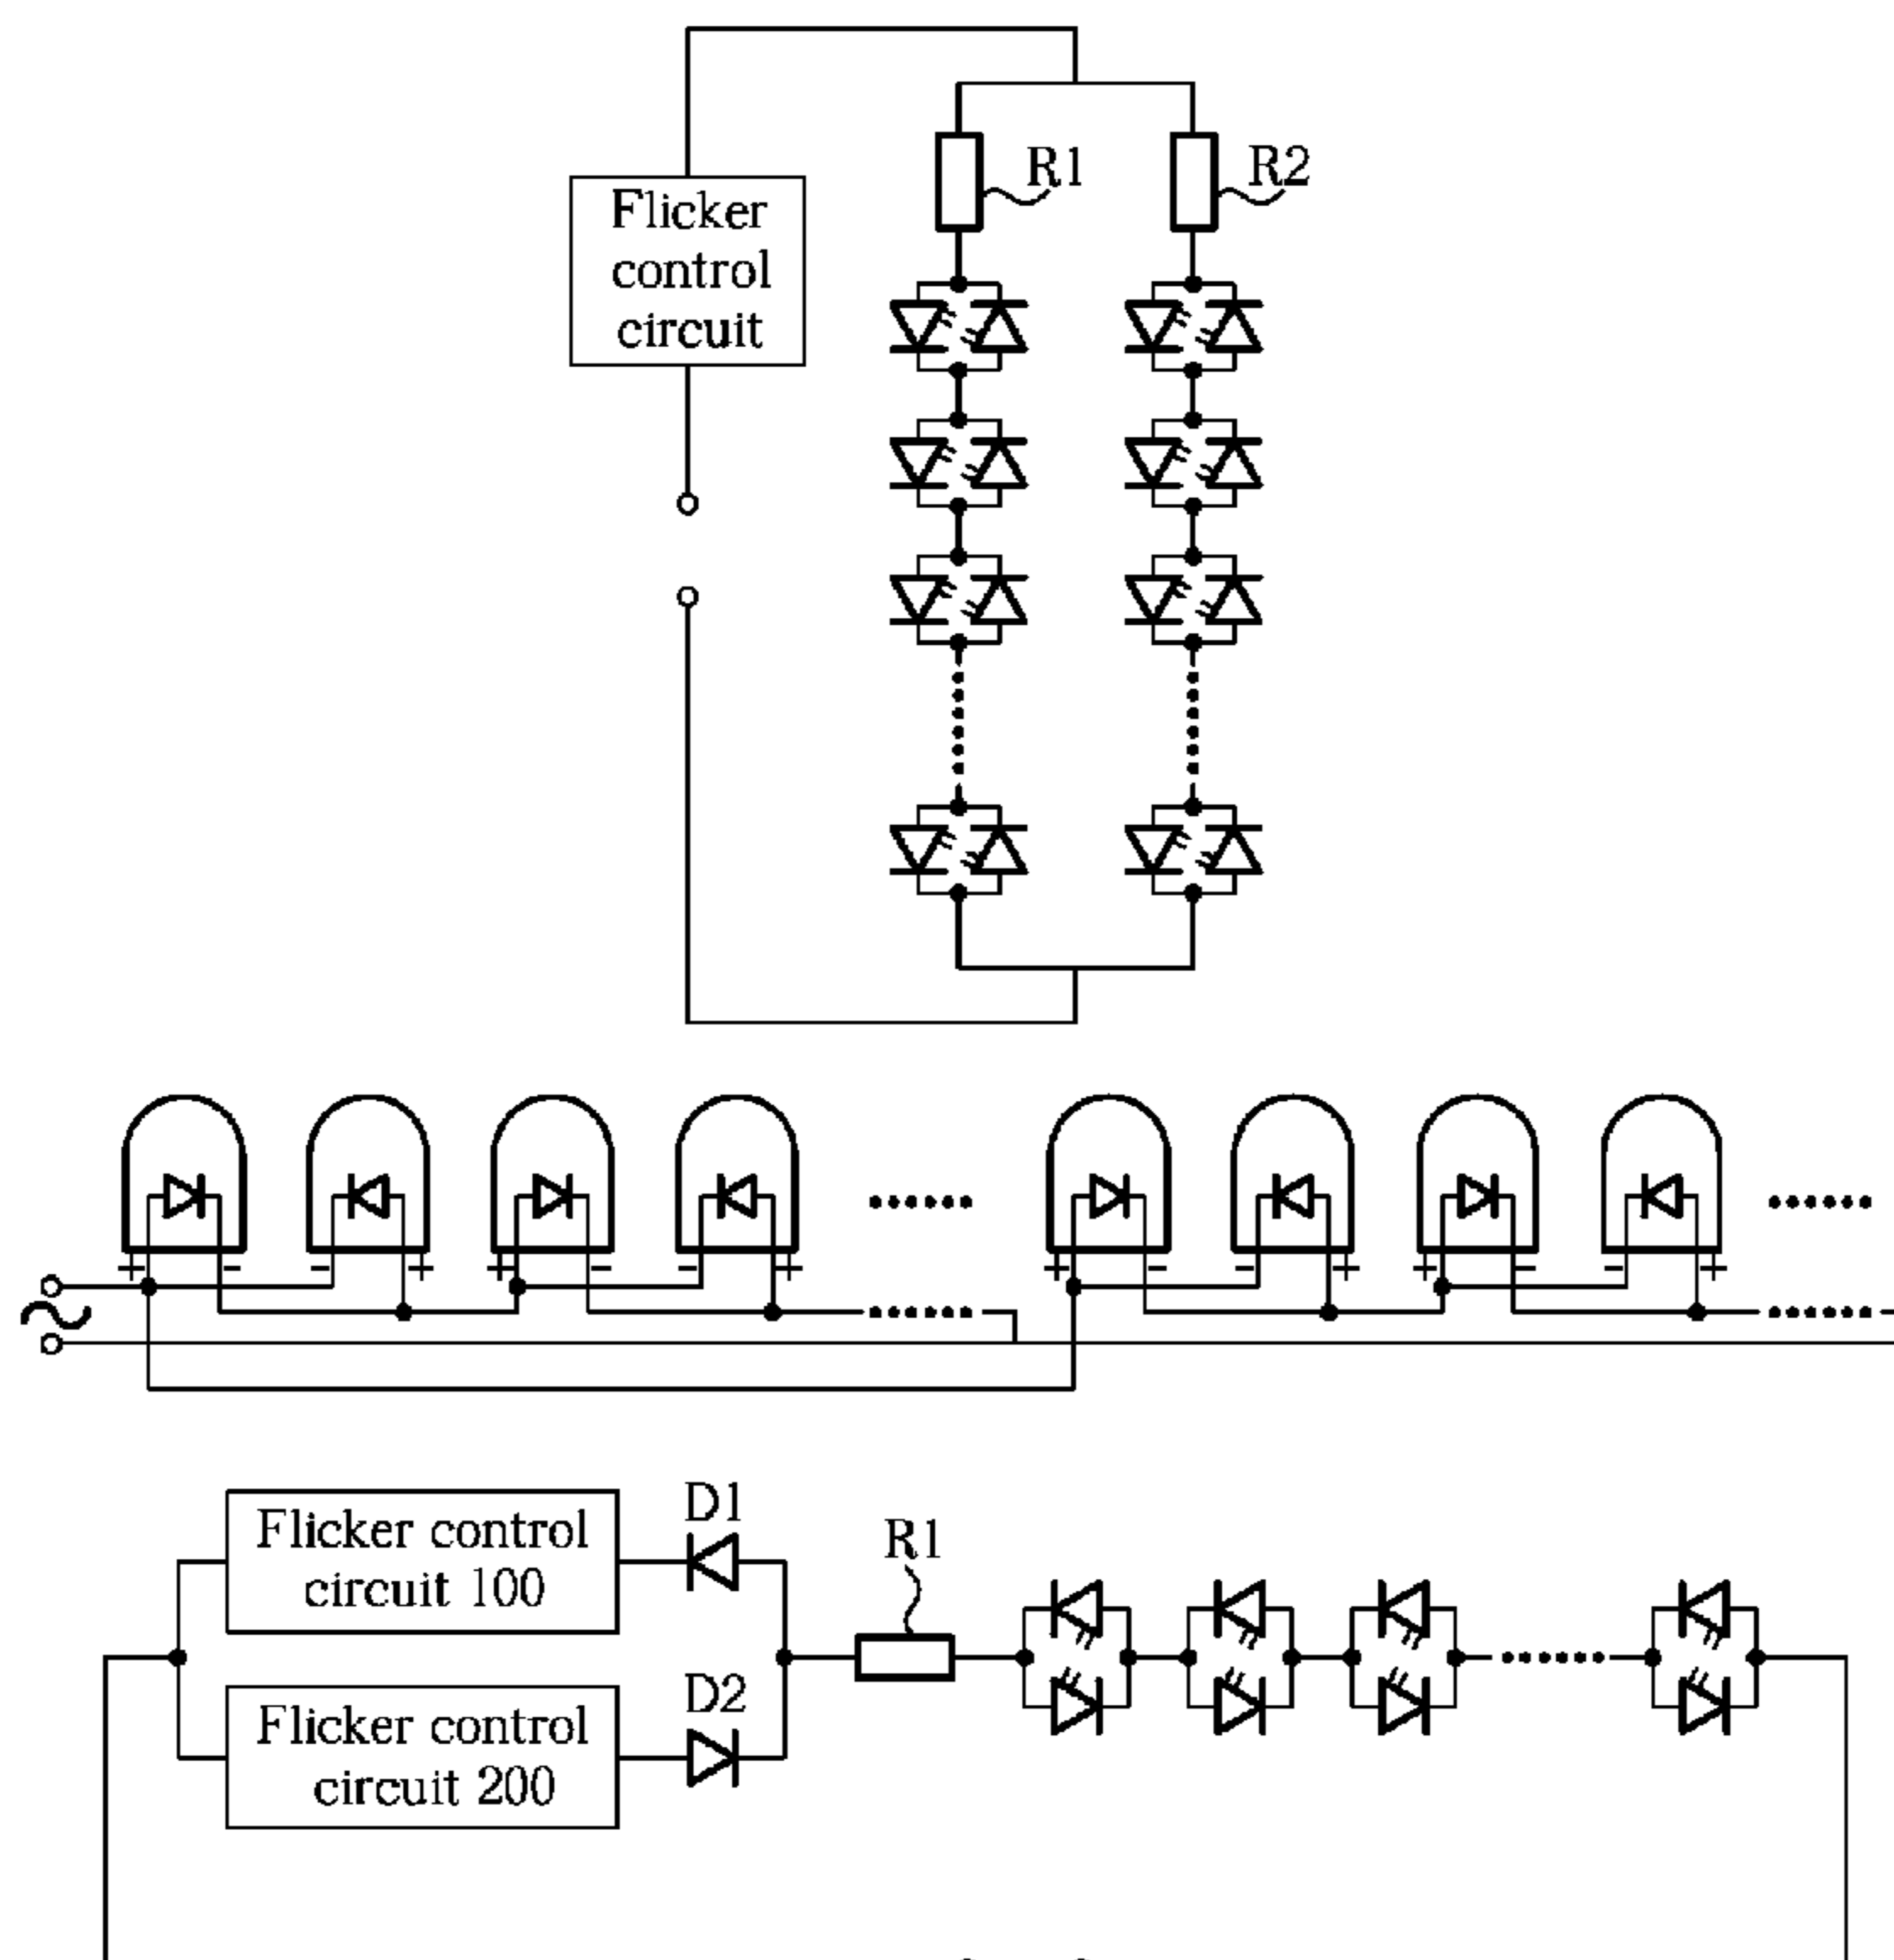 R1
R2
Flicker
control
circuit
+ - - + + - - + + - - + + - - +
D1
Flicker control
circuit 100
R1
D2
Flicker control
circuit 200